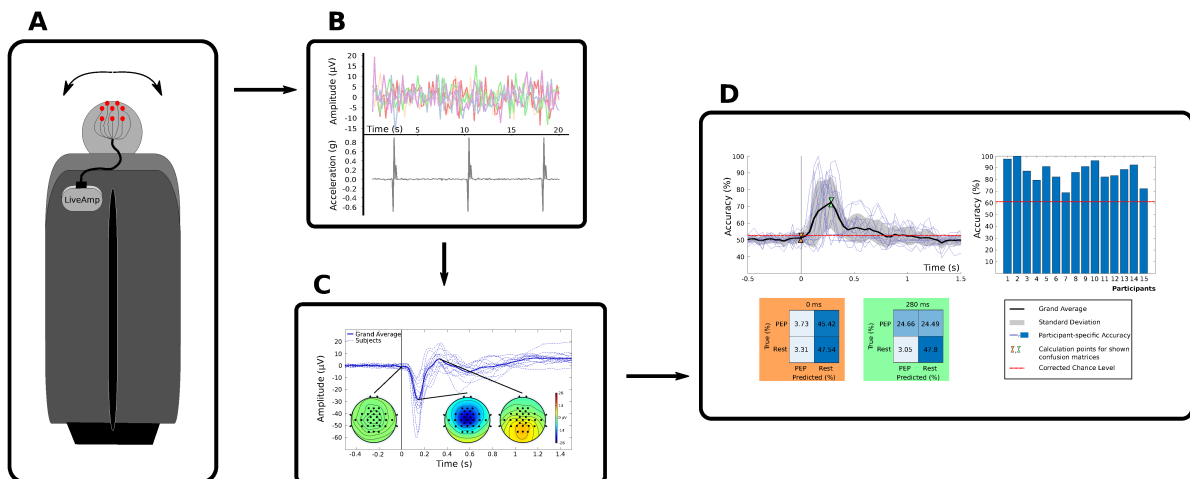 A
LiveAmp
B
Amplitude (µV)
20
15
10
5
0
-5
-10
-15
Time (s)
5
10
15
20
Acceleration (g)
0.8
0.6
0.4
0.2
0.0
-0.2
-0.4
-0.6
C
Grand Average
Subjects
Amplitude (µV)
20
10
0
-10
-20
-30
-40
-50
-60
-0.4
-0.2
0
0.2
0.4
0.6
0.8
1
1.2
1.4
Time (s)
26
14
0 µV
-14
-26
D
Accuracy (%)
100
90
80
70
60
50
40
-0.5
0
0.5
1
1.5
Time (s)
Accuracy (%)
100
90
80
70
60
50
40
30
20
10
1 2 3 4 5 6 7 8 9 10 11 12 13 14 15
Participants
0 ms
True (%)
PEP 3.73 45.42
Rest 3.31 47.54
PEP Rest
Predicted (%)
280 ms
True (%)
PEP 24.66 24.49
Rest 3.05 47.8
PEP Rest
Predicted (%)
Grand Average
Standard Deviation
Participant-specific Accuracy
Calculation points for shown
confusion matrices
Corrected Chance Level